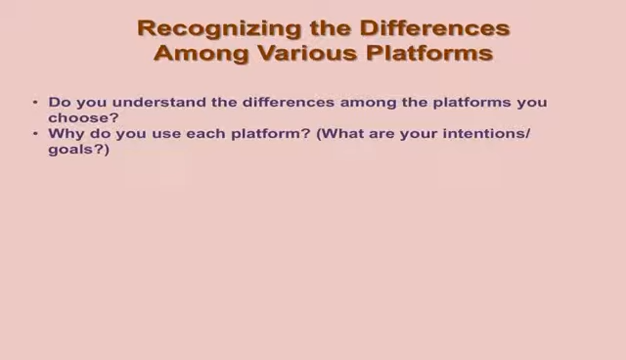 Recognizing the Differences
Among Various Platforms
• Do you understand the differences among the platforms you
choose?
• Why do you use each platform? (What are your intentions/
goals?)